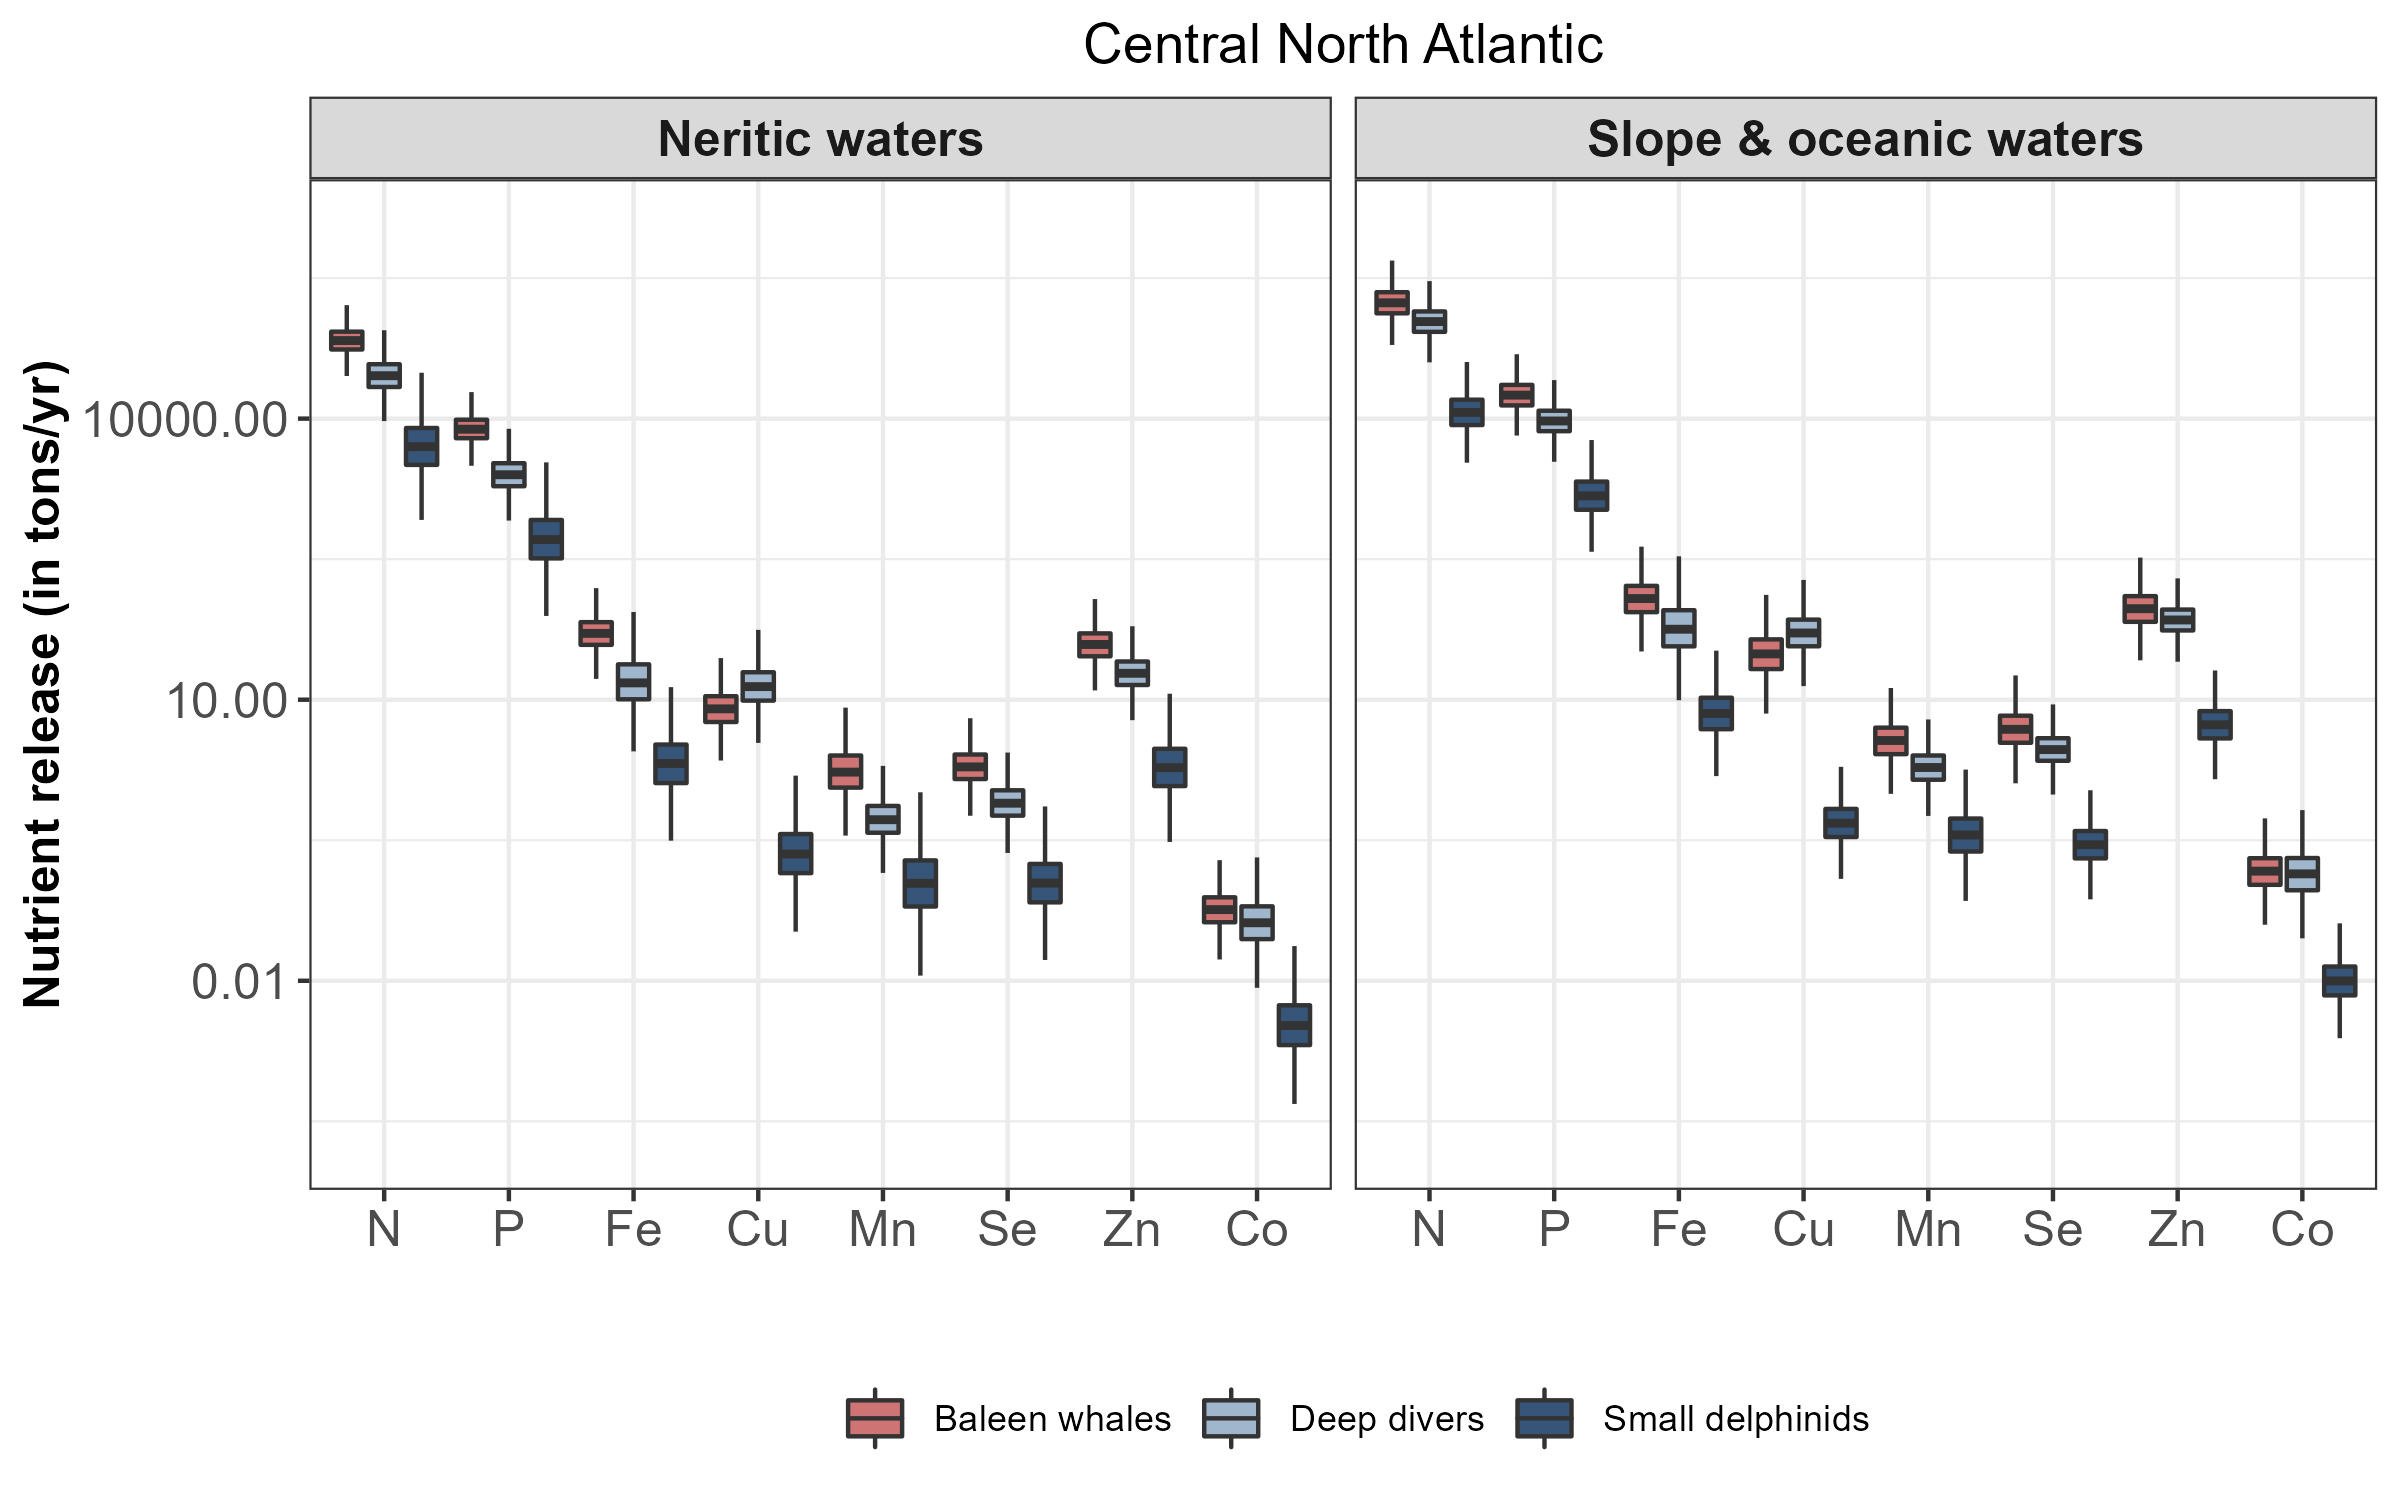 Central North Atlantic
Neritic waters
Slope & oceanic waters
Nutrient release (in tons/yr)
10000.00
10.00
0.01
N P Fe Cu Mn Se Zn Co
N P Fe Cu Mn Se Zn Co
Baleen whales
Deep divers
Small delphinids